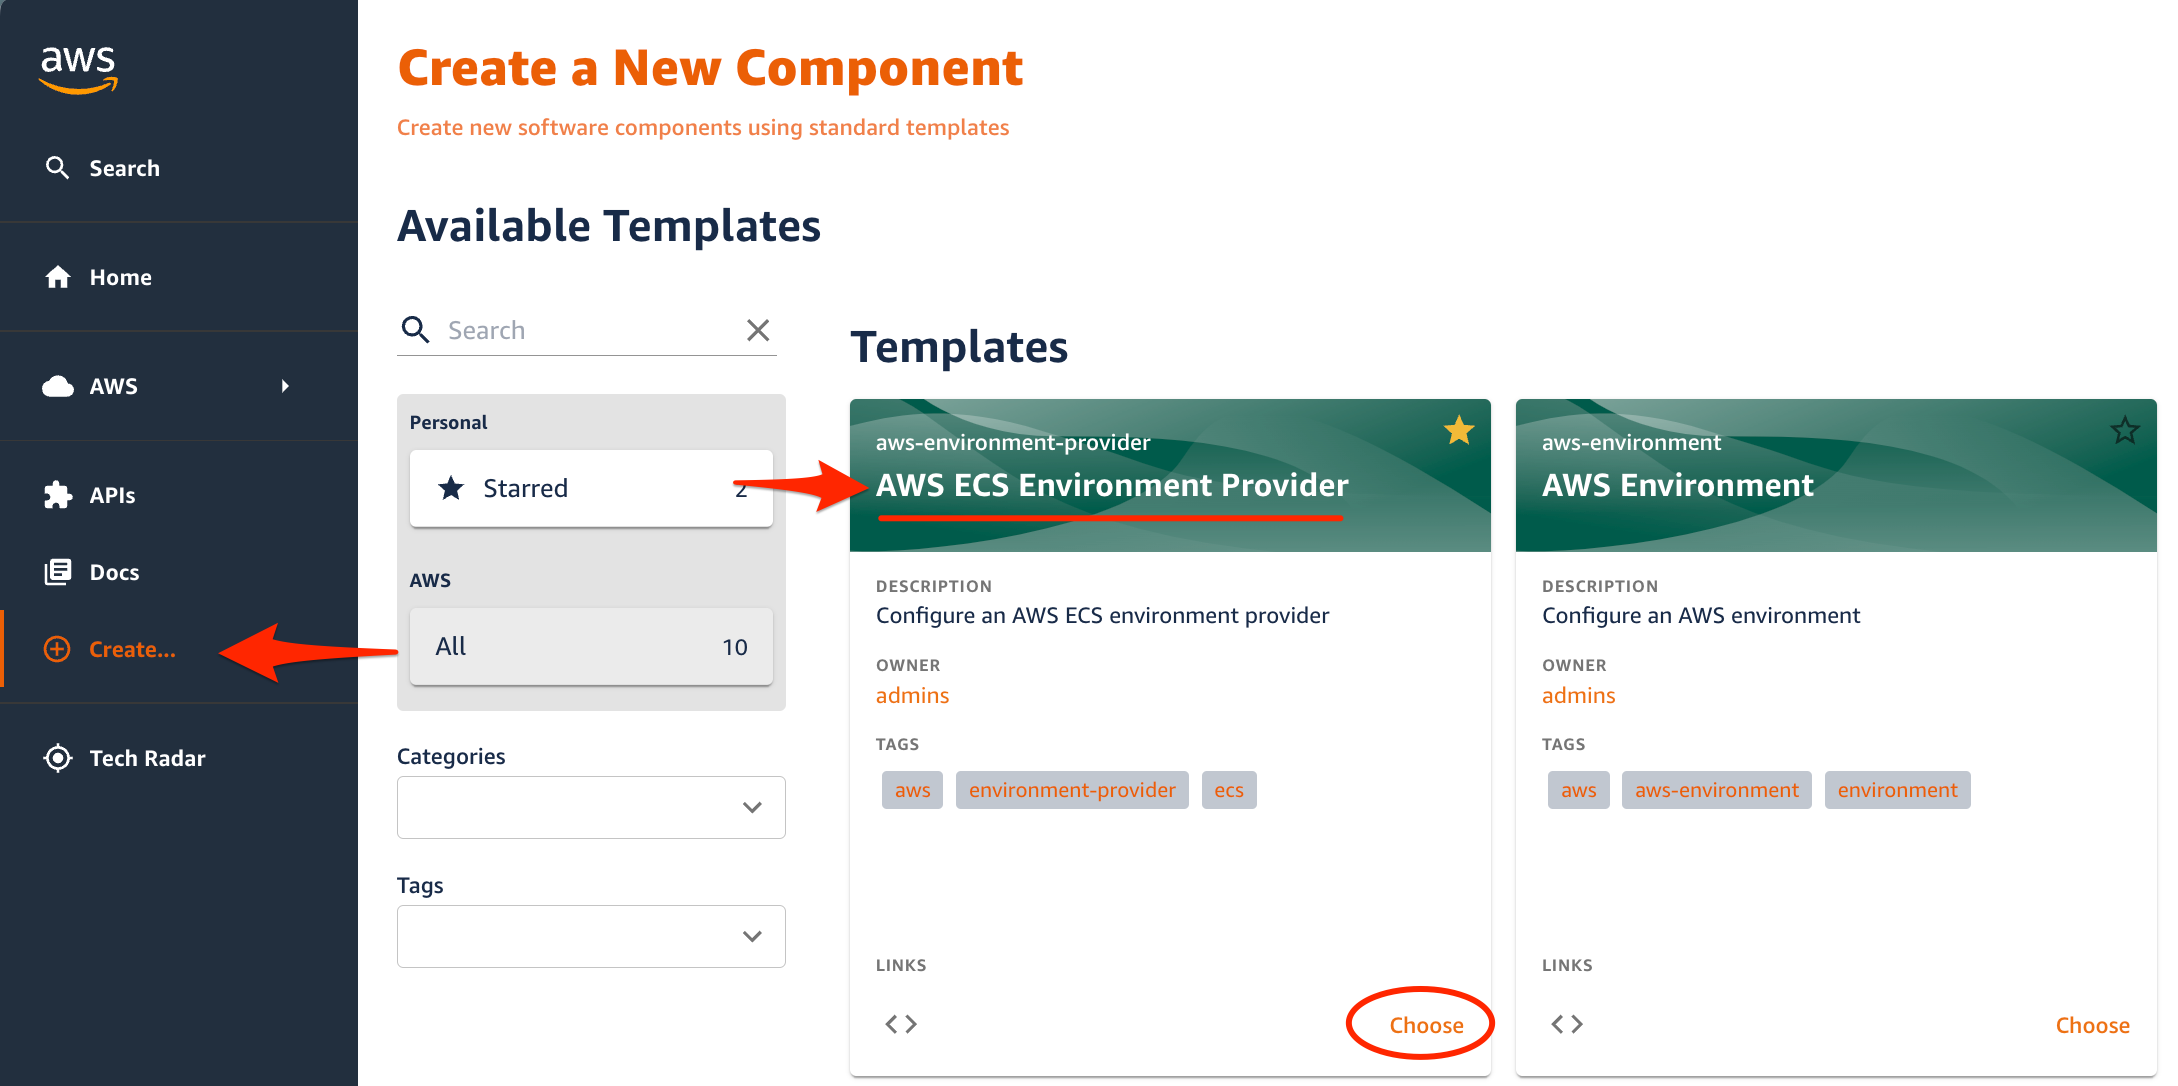 aws
Search
Home
AWS
APIs
Docs
Create...
Tech Radar
Create a New Component
Create new software components using standard templates
Available Templates
Search
Personal
Starred 2
AWS
All 10
Categories
Tags
Templates
aws-environment-provider
AWS ECS Environment Provider
DESCRIPTION
Configure an AWS ECS environment provider
OWNER
admins
TAGS
aws environment-provider ecs
LINKS
Choose
aws-environment
AWS Environment
DESCRIPTION
Configure an AWS environment
OWNER
admins
TAGS
aws aws-environment environment
LINKS
Choose